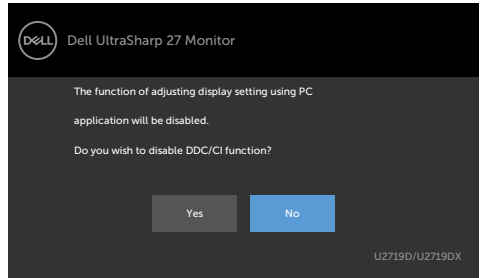 DELL
Dell UltraSharp 27 Monitor
The function of adjusting display setting using PC
application will be disabled.
Do you wish to disable DDC/CI function?
Yes
No
U2719D/U2719DX